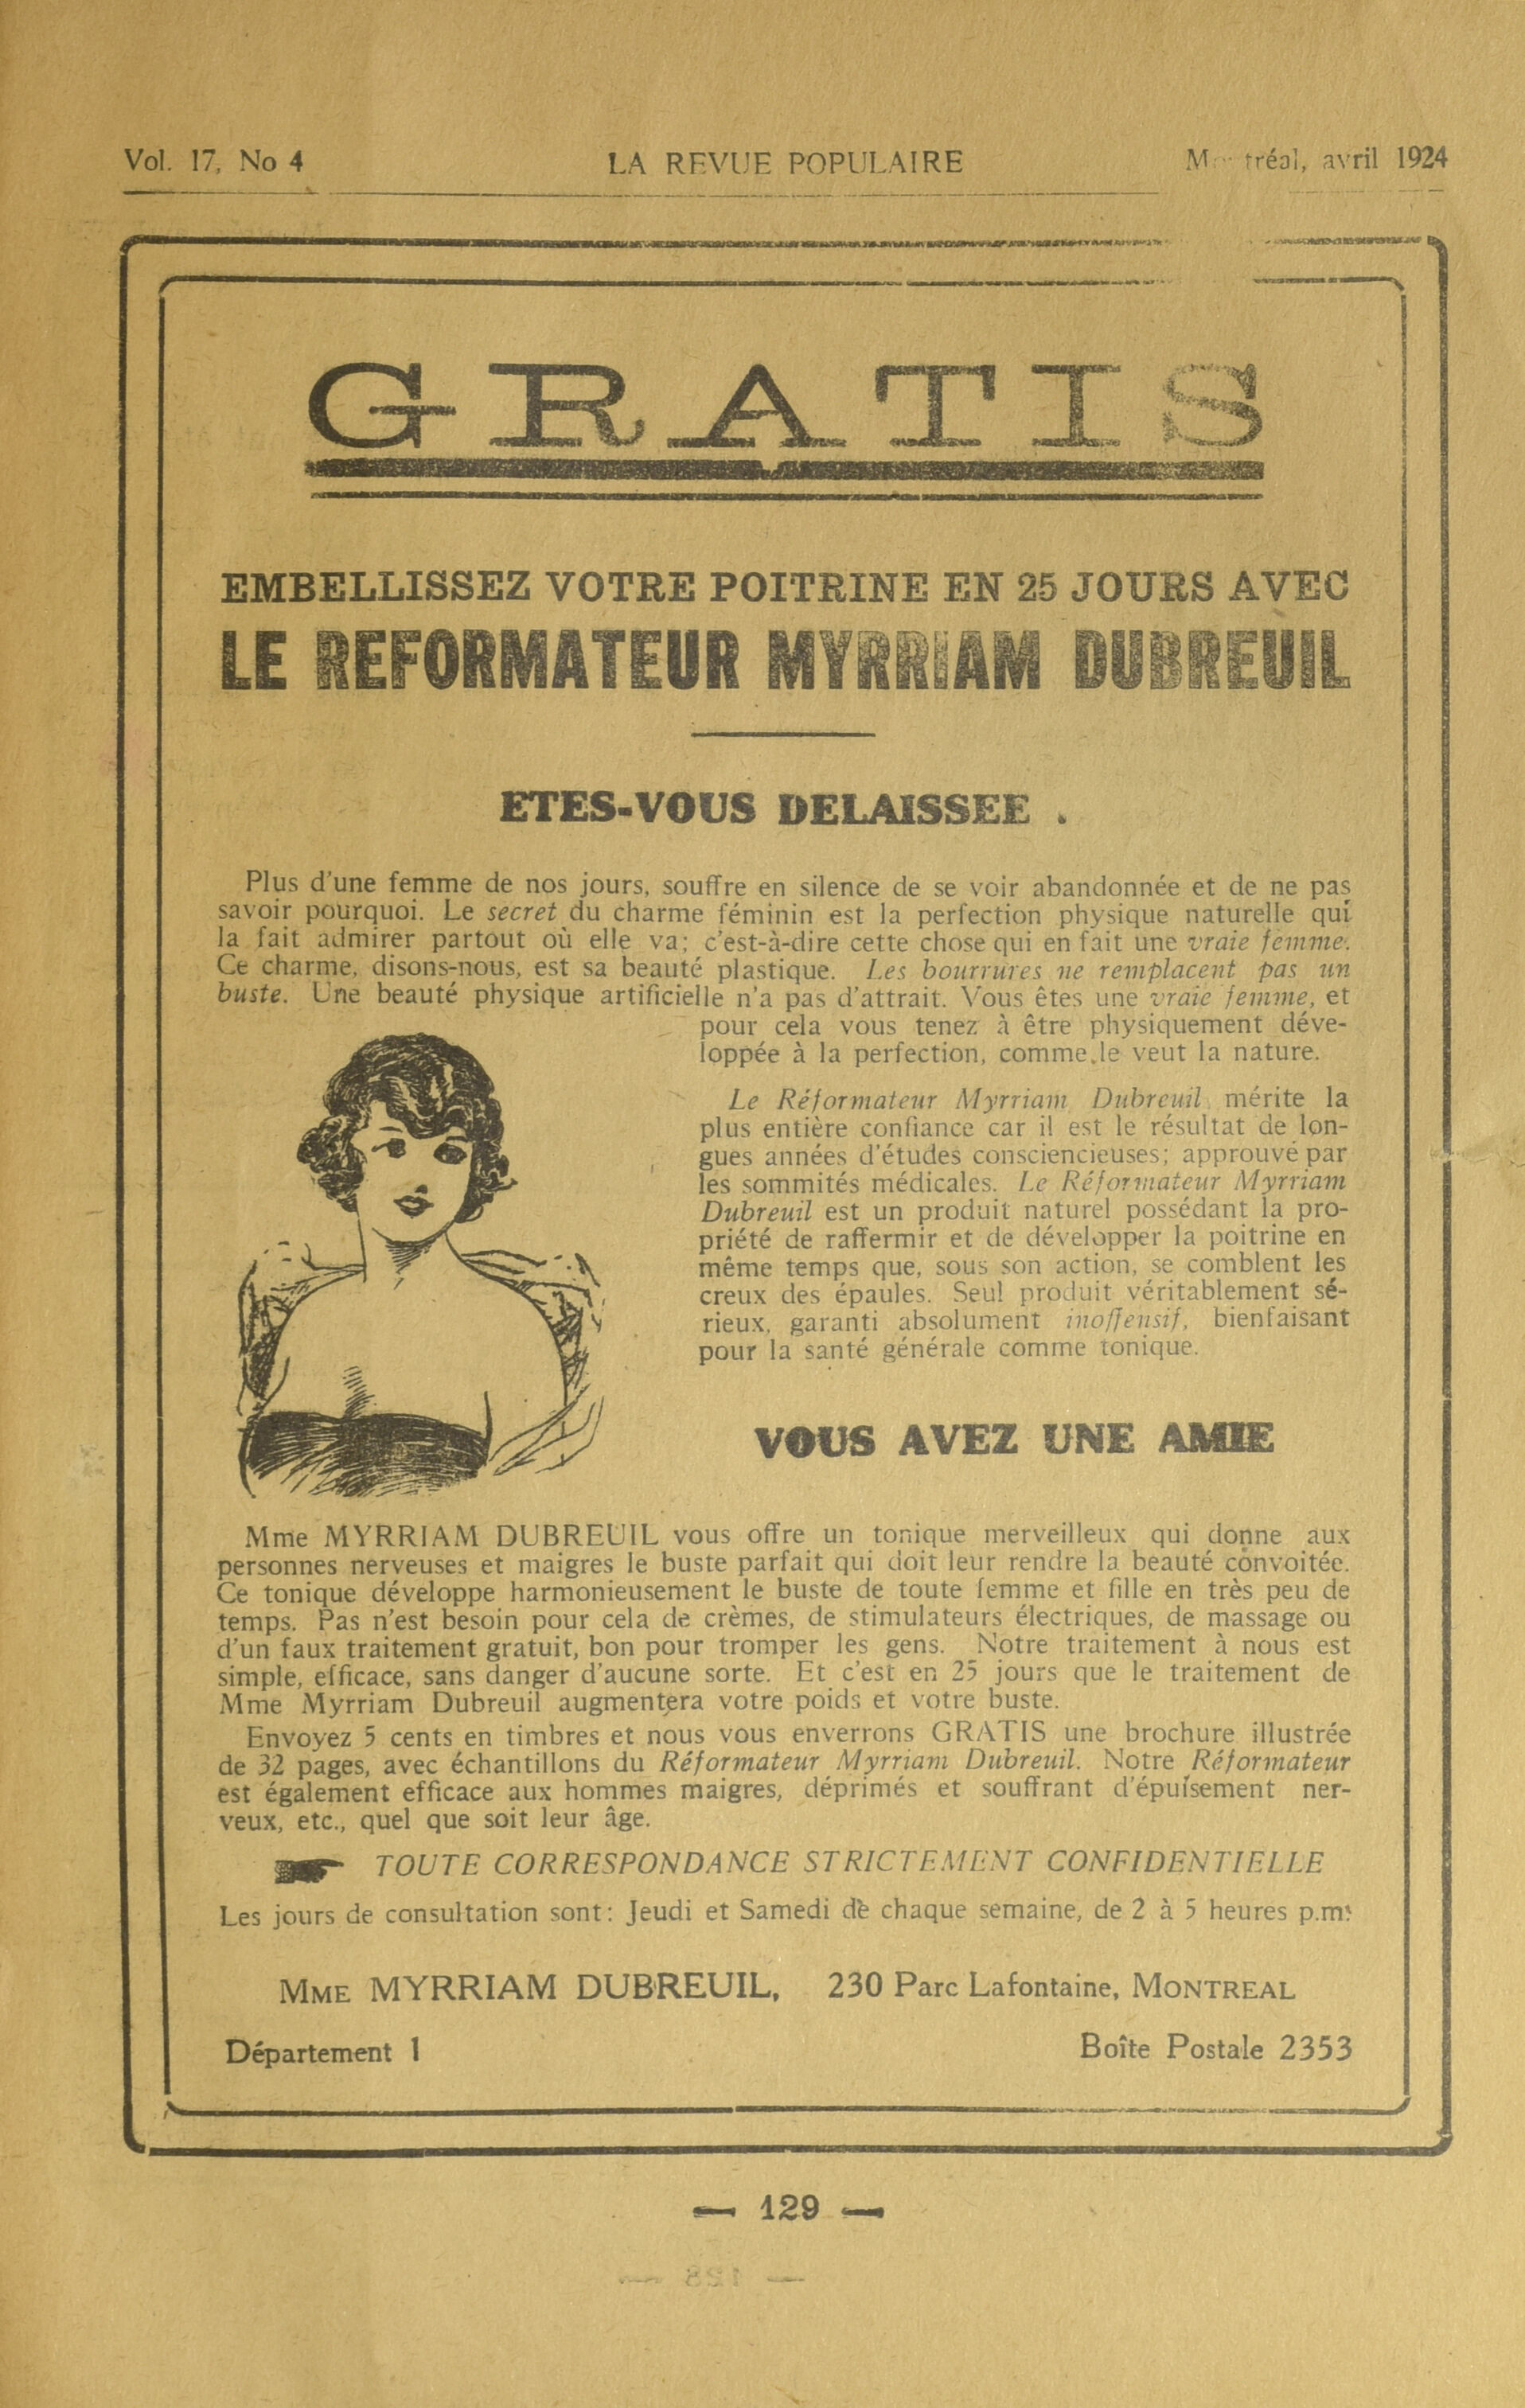 Vol. 17, No 4 LA REVUE POPULAIRE Montréal, avril 1924
GRATIS
EMBELLISSEZ VOTRE POITRINE EN 25 JOURS AVEC
LE REFORMATEUR MYRRIAM DUBREUIL
ETES-VOUS DELAISSEE .
Plus d'une femme de nos jours, souffre en silence de se voir abandonnée et de ne pas
savoir pourquoi. Le secret du charme féminin est la perfection physique naturelle qui
la fait admirer partout où elle va; c'est-à-dire cette chose qui en fait une vraie femme.
Ce charme, disons-nous, est sa beauté plastique. Les bourrures ne remplacent pas un
buste. Une beauté physique artificielle n'a pas d'attrait. Vous êtes une vraie femme, et
pour cela vous tenez à être physiquement déve-
loppée à la perfection, comme le veut la nature.
Le Réformateur Myrriam Dubreuil mérite la
plus entière confiance car il est le résultat de lon-
gues années d'études consciencieuses; approuvé par
les sommités médicales. Le Réformateur Myrriam
Dubreuil est un produit naturel possédant la pro-
priété de raffermir et de développer la poitrine en
même temps que, sous son action, se comblent les
creux des épaules. Seul produit véritablement sé-
rieux, garanti absolument inoffensif, bienfaisant
pour la santé générale comme tonique.
VOUS AVEZ UNE AMIE
Mme MYRRIAM DUBREUIL vous offre un tonique merveilleux qui donne aux
personnes nerveuses et maigres le buste parfait qui doit leur rendre la beauté convoitée.
Ce tonique développe harmonieusement le buste de toute femme et fille en très peu de
temps. Pas n'est besoin pour cela de crèmes, de stimulateurs électriques, de massage ou
d'un faux traitement gratuit, bon pour tromper les gens. Notre traitement à nous est
simple, efficace, sans danger d'aucune sorte. Et c'est en 25 jours que le traitement de
Mme Myrriam Dubreuil augmentera votre poids et votre buste.
Envoyez 5 cents en timbres et nous vous enverrons GRATIS une brochure illustrée
de 32 pages, avec échantillons du Réformateur Myrriam Dubreuil. Notre Réformateur
est également efficace aux hommes maigres, déprimés et souffrant d'épuisement ner-
veux, etc., quel que soit leur âge.
TOUTE CORRESPONDANCE STRICTEMENT CONFIDENTIELLE
Les jours de consultation sont: Jeudi et Samedi de chaque semaine, de 2 à 5 heures p.m.
MME MYRRIAM DUBREUIL, 230 Parc Lafontaine, MONTREAL
Département 1 Boîte Postale 2353
— 129 —